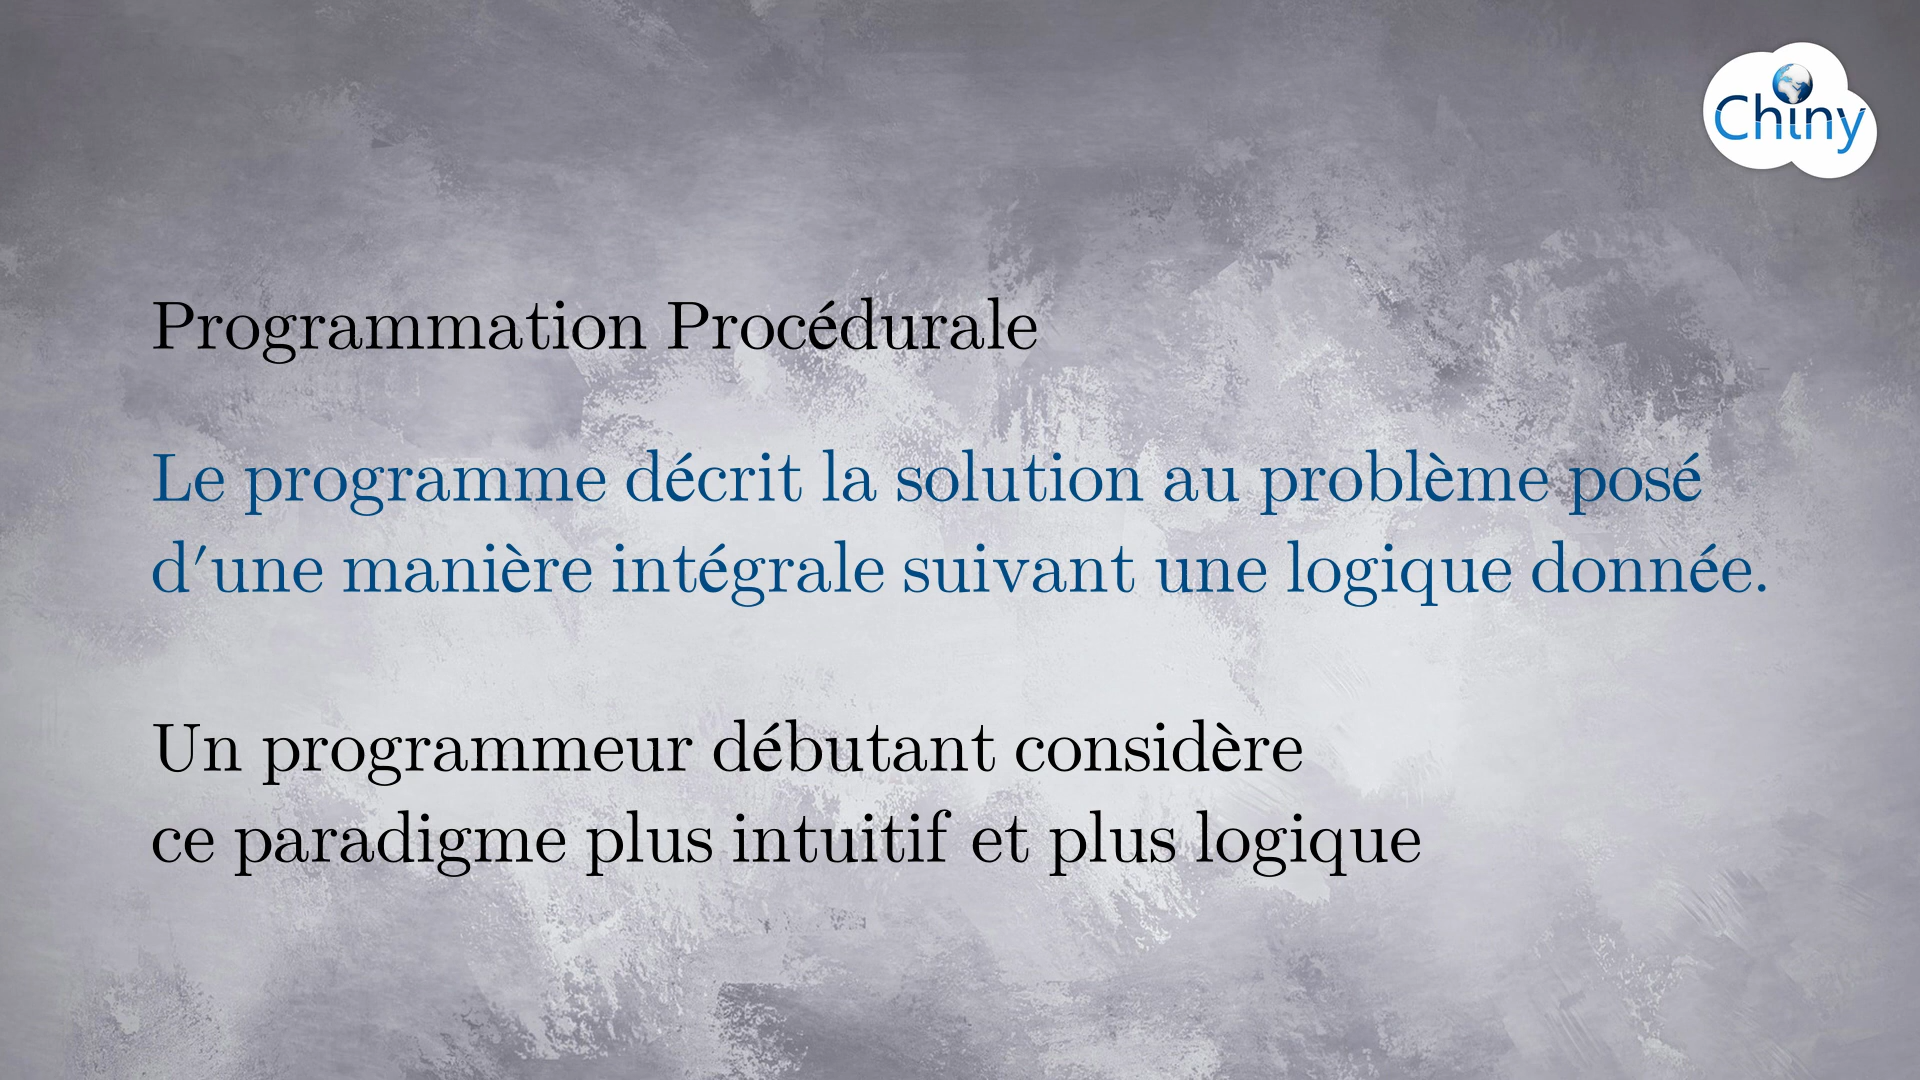 Chiny
Programmation Procédurale
Le programme décrit la solution au problème posé
d'une manière intégrale suivant une logique donnée.
Un programmeur débutant considère
ce paradigme plus intuitif et plus logique